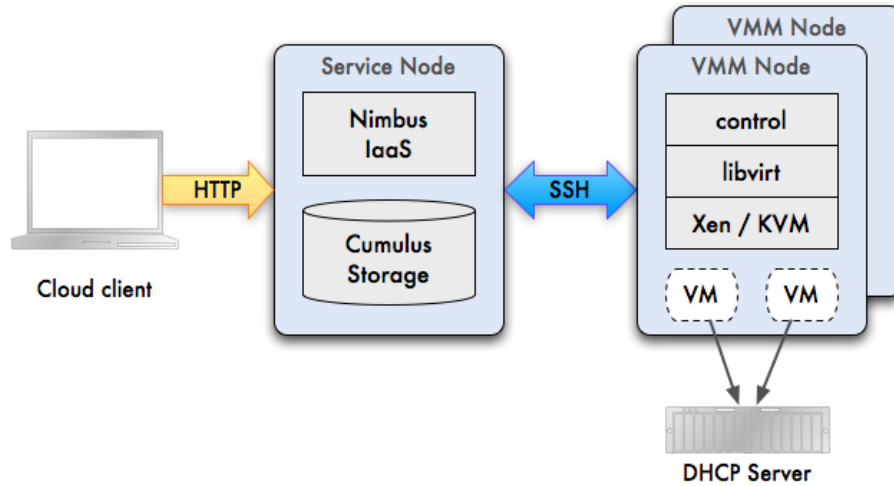 VMM Node
Service Node
VMM Node
Nimbus
IaaS
control
HTTP
SSH
libvirt
Cumulus
Storage
Xen / KVM
Cloud client
VM
VM
DHCP Server